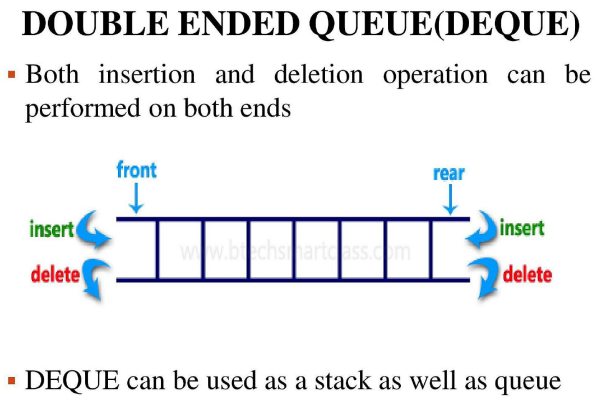 DOUBLE ENDED QUEUE(DEQUE)
▪ Both insertion and deletion operation can be
performed on both ends
front
rear
insert
insert
www.btechsmartclass.com
delete
delete
▪ DEQUE can be used as a stack as well as queue